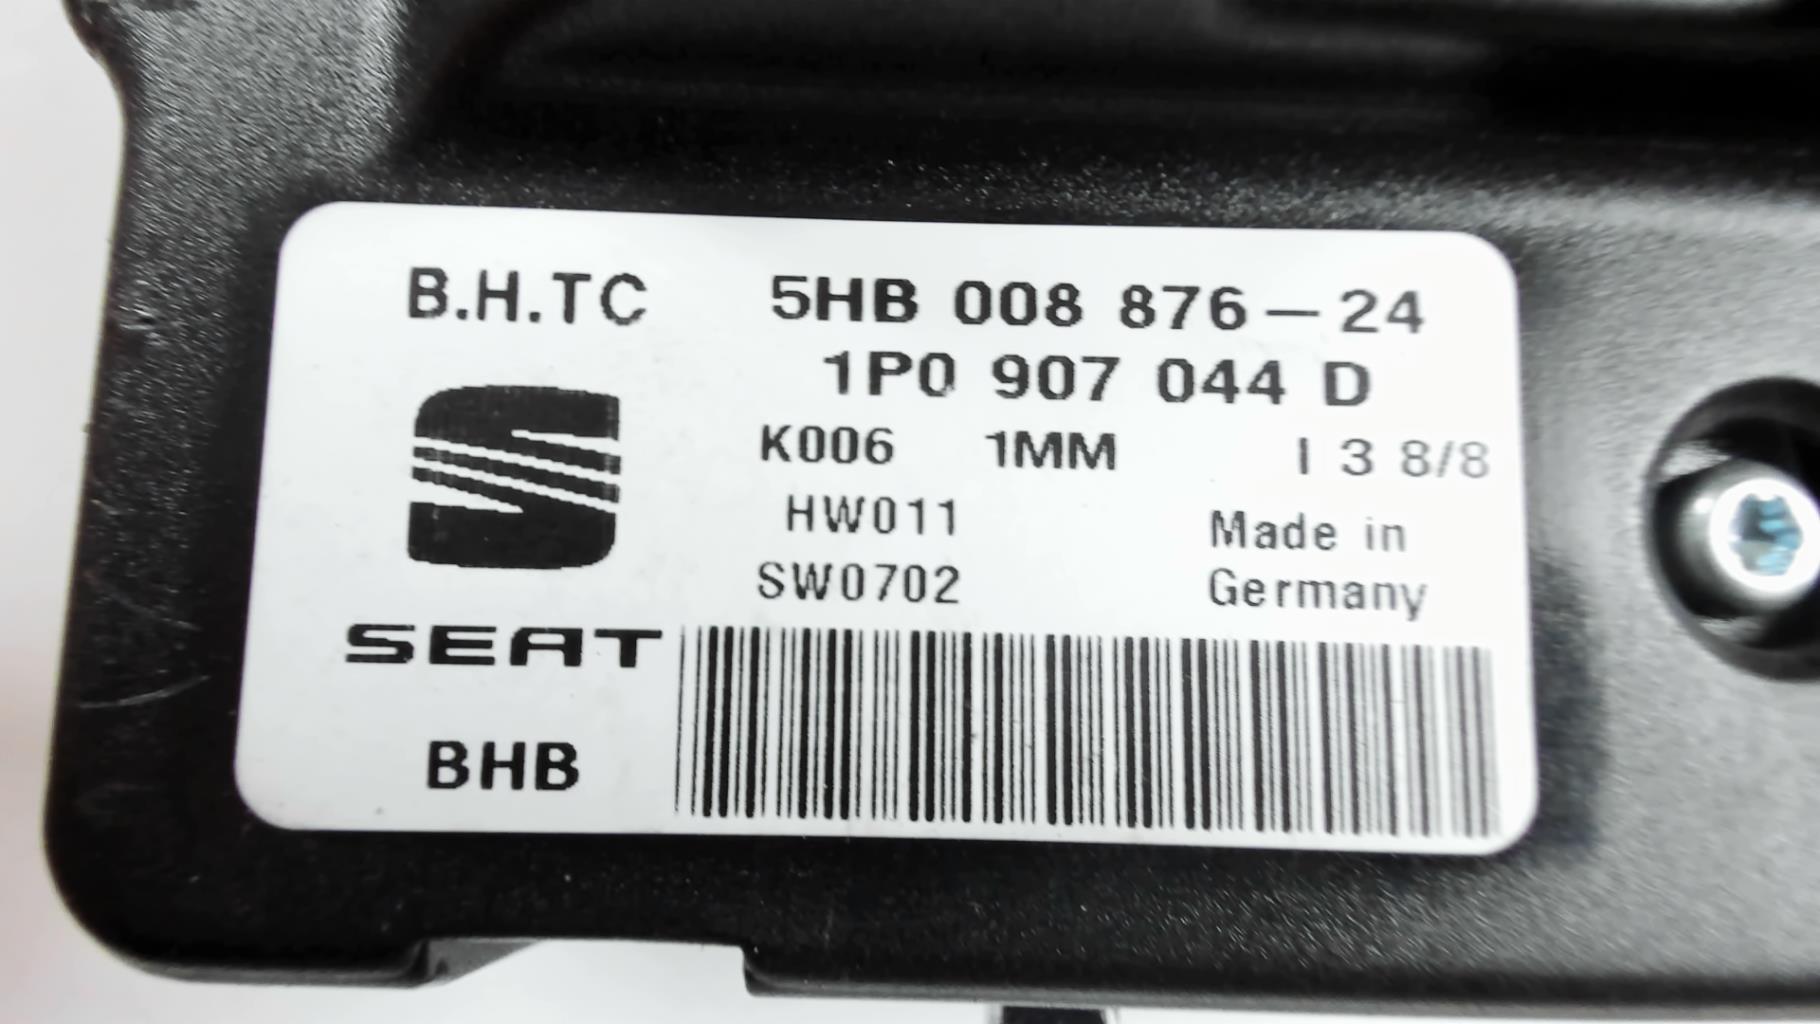 B.H.TC 5HB 008 876-24
1P0 907 044 D
K006 1MM I 3 8/8
HW011 Made in
SW0702 Germany
SEAT
BHB